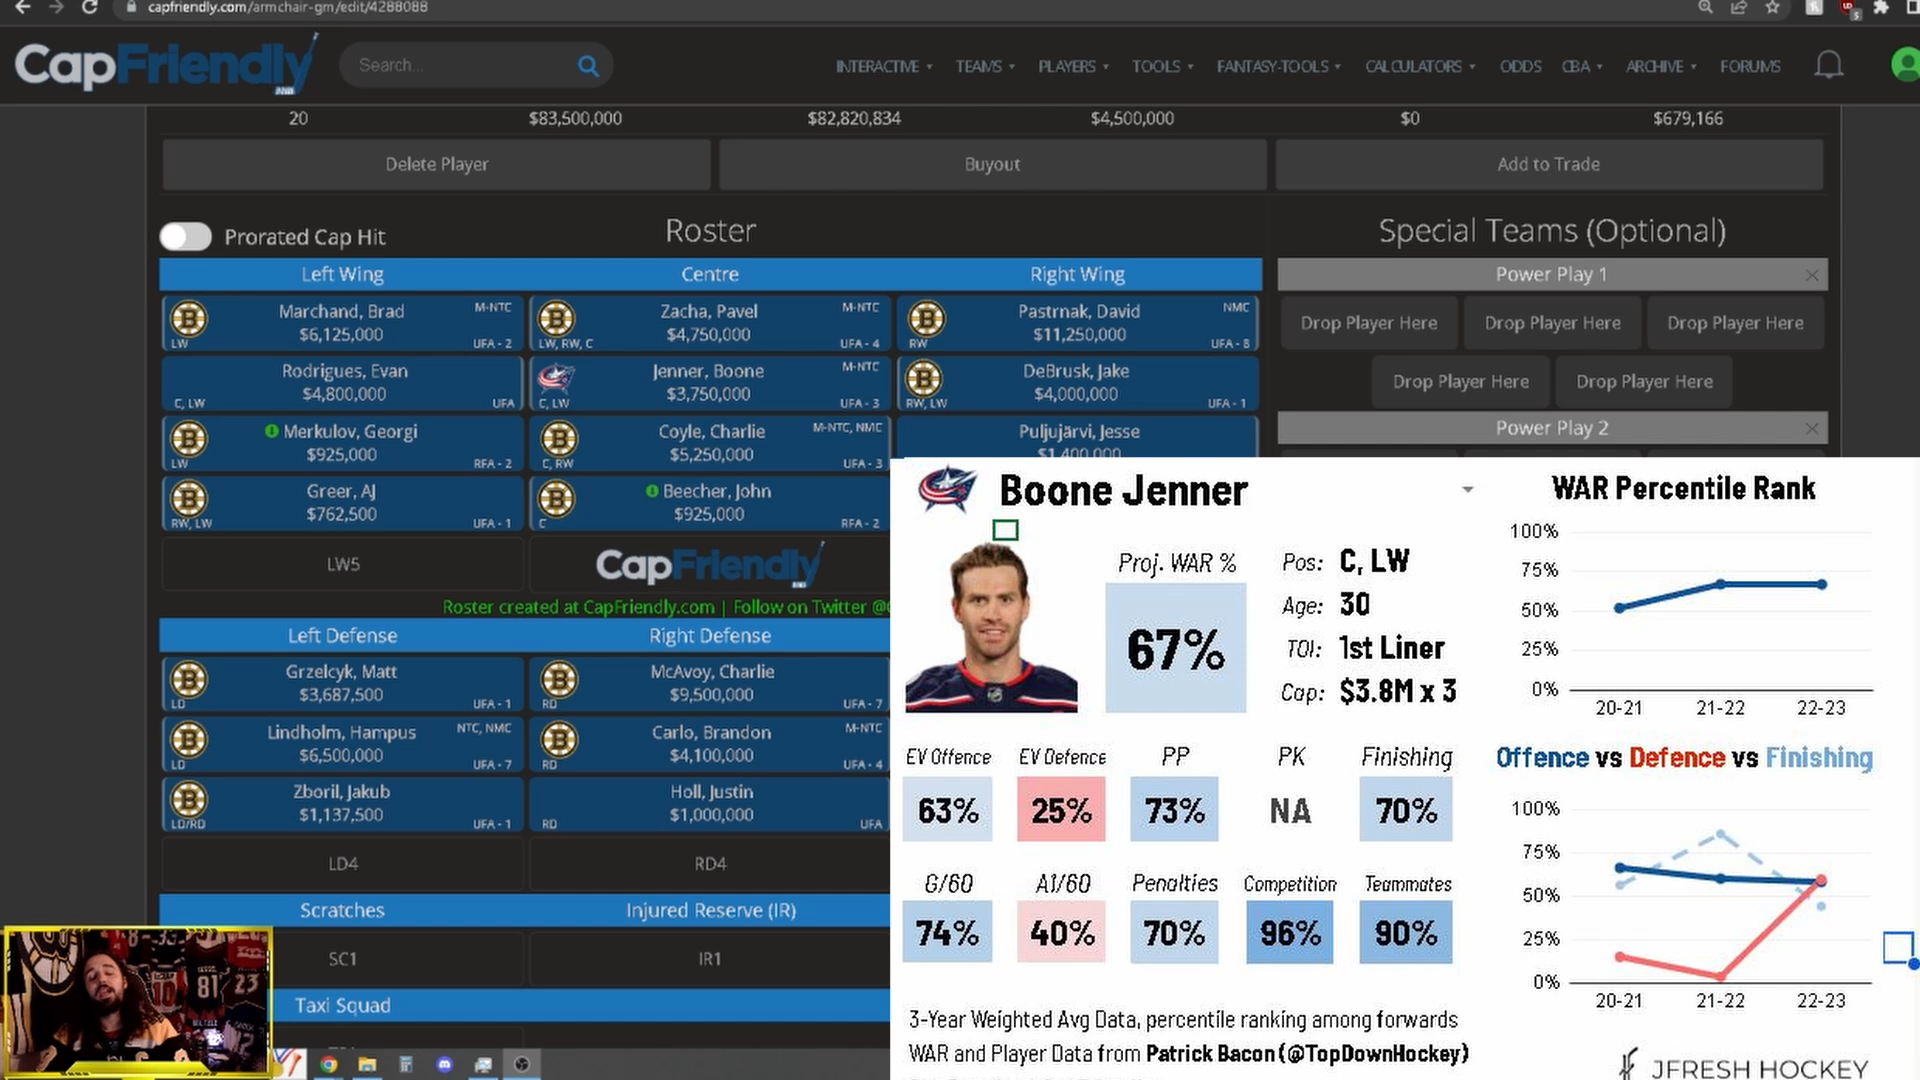 capfriendly.com/armchair-gm/edit/4288088
CapFriendly
Search...
INTERACTIVE TEAMS PLAYERS TOOLS FANTASY-TOOLS CALCULATORS ODDS CBA ARCHIVE FORUMS
20 $83,500,000 $82,820,834 $4,500,000 $0 $679,166
Delete Player Buyout Add to Trade
Prorated Cap Hit Roster Special Teams (Optional)
Left Wing Centre Right Wing
Power Play 1
Marchand, Brad M-NTC
$6,125,000
LW UFA - 2
Zacha, Pavel M-NTC
$4,750,000
LW, RW, C UFA - 4
Pastrnak, David NMC
$11,250,000
RW UFA - 8
Drop Player Here Drop Player Here Drop Player Here
Rodrigues, Evan
$4,800,000
C, LW UFA
Jenner, Boone M-NTC
$3,750,000
C, LW UFA - 3
DeBrusk, Jake
$4,000,000
RW, LW UFA - 1
Drop Player Here Drop Player Here
Power Play 2
Merkulov, Georgi
$925,000
LW RFA - 2
Coyle, Charlie M-NTC, NMC
$5,250,000
C, RW UFA - 3
Puljujärvi, Jesse
$1,400,000
Greer, AJ
$762,500
RW, LW UFA - 1
Beecher, John
$925,000
C RFA - 2
LW5
CapFriendly
Roster created at CapFriendly.com | Follow on Twitter @
Left Defense Right Defense
Grzelcyk, Matt
$3,687,500
LD UFA - 1
McAvoy, Charlie
$9,500,000
RD UFA - 7
Lindholm, Hampus NTC, NMC
$6,500,000
LD UFA - 7
Carlo, Brandon M-NTC
$4,100,000
RD UFA - 4
Zboril, Jakub
$1,137,500
LD/RD UFA - 1
Holl, Justin
$1,000,000
RD UFA
LD4 RD4
Scratches Injured Reserve (IR)
SC1 IR1
Taxi Squad
Boone Jenner
Proj. WAR %
67%
Pos: C, LW
Age: 30
TOI: 1st Liner
Cap: $3.8M x 3
EV Offence EV Defence PP PK Finishing
63% 25% 73% NA 70%
G/60 A1/60 Penalties Competition Teammates
74% 40% 70% 96% 90%
3-Year Weighted Avg Data, percentile ranking among forwards
WAR and Player Data from Patrick Bacon (@TopDownHockey)
WAR Percentile Rank
100%
75%
50%
25%
0%
20-21 21-22 22-23
Offence vs Defence vs Finishing
100%
75%
50%
25%
0%
20-21 21-22 22-23
JFRESH HOCKEY
81
23